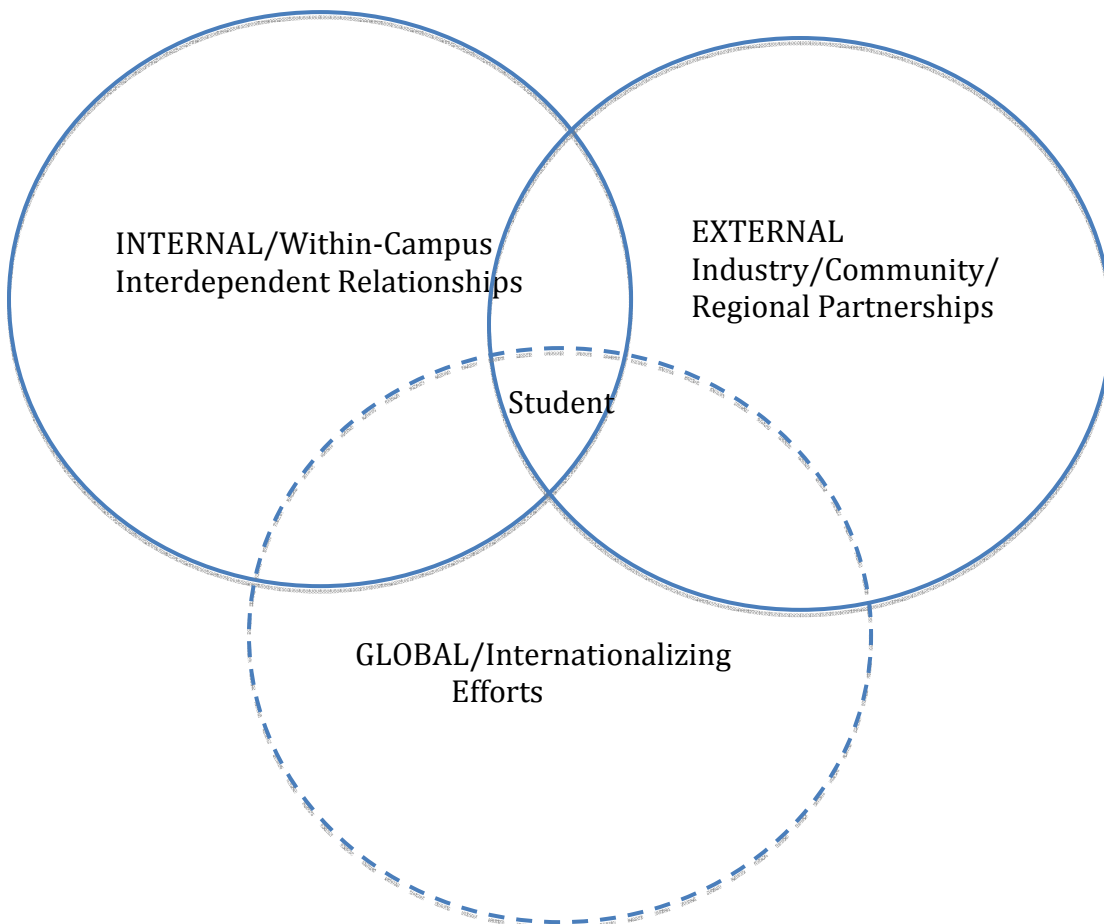 INTERNAL/Within-Campus
Interdependent Relationships
EXTERNAL
Industry/Community/
Regional Partnerships
Student
GLOBAL/Internationalizing
Efforts